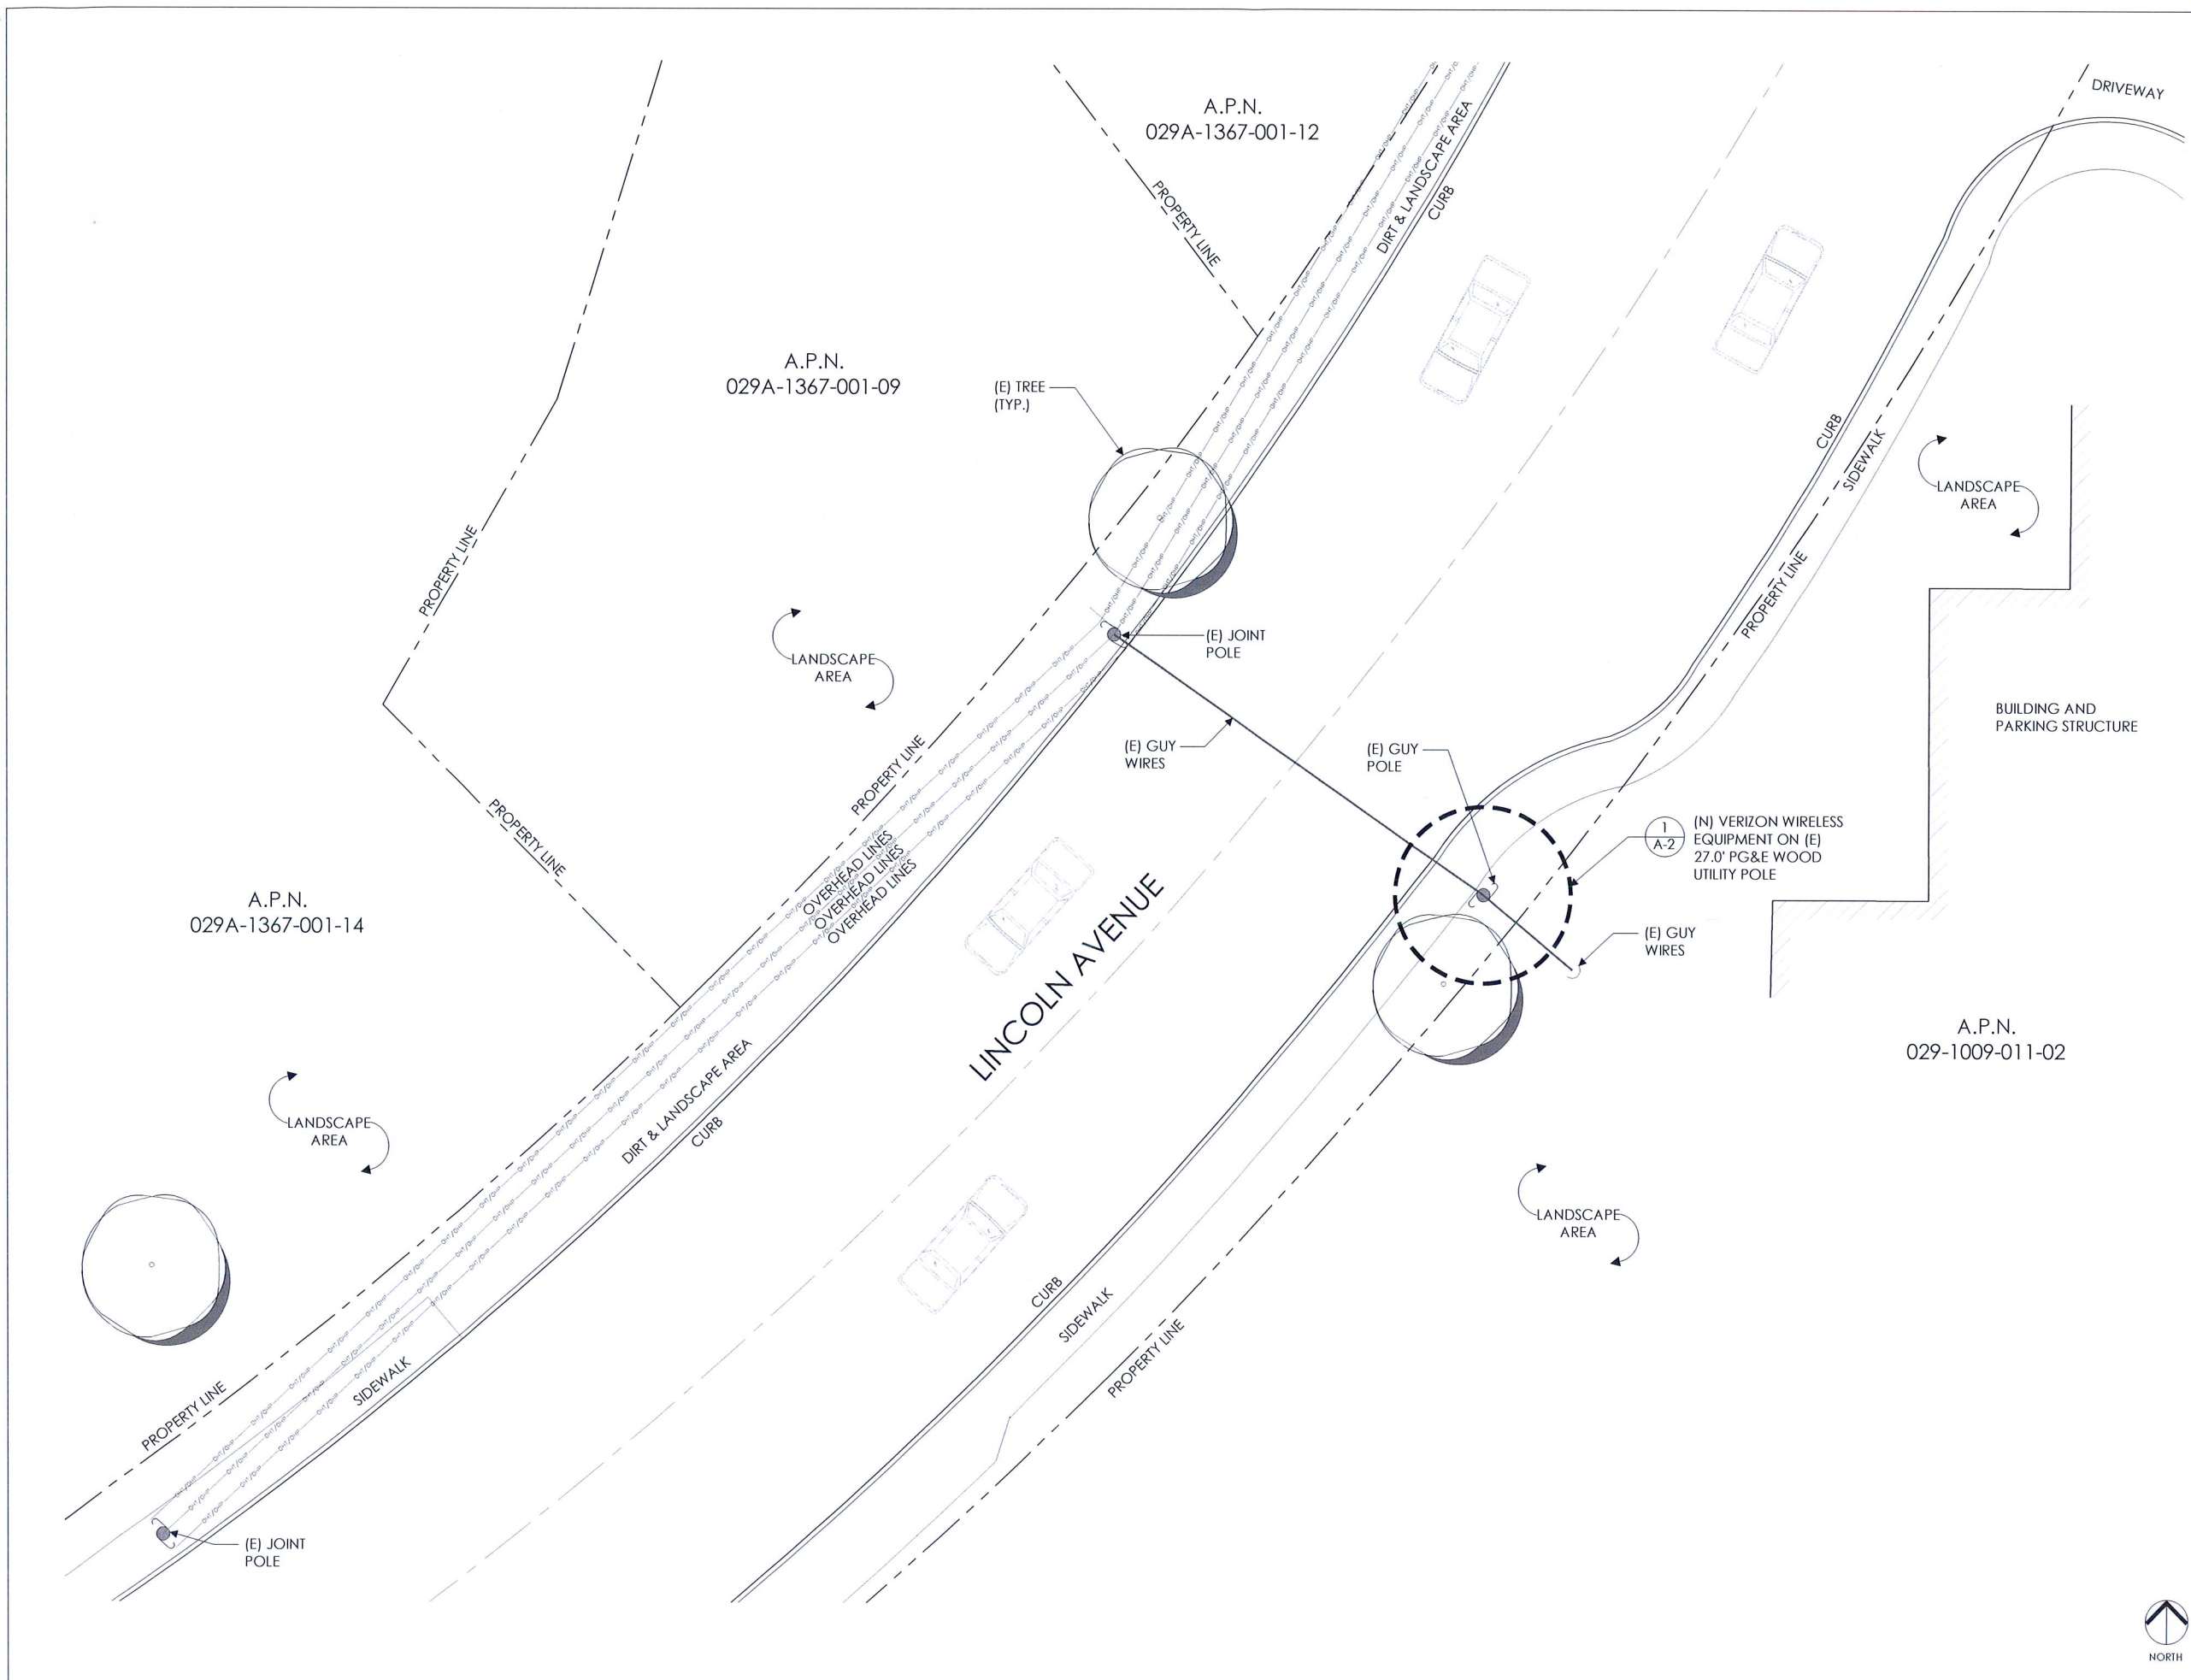 DRIVEWAY
A.P.N.
029A-1367-001-12
PROPERTY LINE
DIRT & LANDSCAPE AREA
CURB
A.P.N.
029A-1367-001-09
(E) TREE
(TYP.)
CURB
SIDEWALK
LANDSCAPE
AREA
PROPERTY LINE
PROPERTY LINE
(E) JOINT
POLE
LANDSCAPE
AREA
BUILDING AND
PARKING STRUCTURE
PROPERTY LINE
(E) GUY
WIRES
(E) GUY
POLE
PROPERTY LINE
1
A-2
(N) VERIZON WIRELESS
EQUIPMENT ON (E)
27.0' PG&E WOOD
UTILITY POLE
OVERHEAD LINES
OVERHEAD LINES
OVERHEAD LINES
A.P.N.
029A-1367-001-14
LINCOLN AVENUE
(E) GUY
WIRES
A.P.N.
029-1009-011-02
DIRT & LANDSCAPE AREA
CURB
LANDSCAPE
AREA
LANDSCAPE
AREA
CURB
SIDEWALK
PROPERTY LINE
SIDEWALK
PROPERTY LINE
(E) JOINT
POLE
NORTH